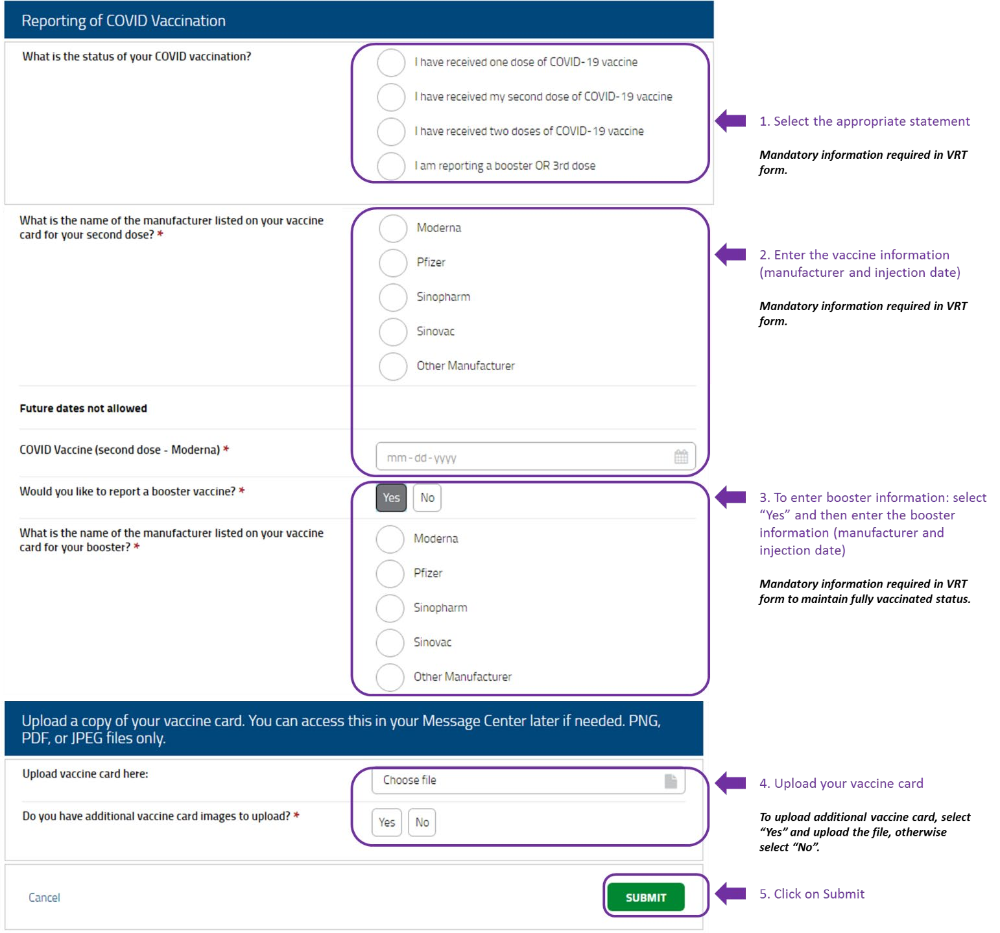 Reporting of COVID Vaccination
What is the status of your COVID vaccination?
I have received one dose of COVID-19 vaccine
I have received my second dose of COVID-19 vaccine
I have received two doses of COVID-19 vaccine
I am reporting a booster OR 3rd dose
1. Select the appropriate statement
Mandatory information required in VRT
form.
What is the name of the manufacturer listed on your vaccine
card for your second dose? *
Moderna
Pfizer
Sinopharm
Sinovac
Other Manufacturer
2. Enter the vaccine information
(manufacturer and injection date)
Mandatory information required in VRT
form.
Future dates not allowed
COVID Vaccine (second dose - Moderna) *
mm-dd-yyyy
Would you like to report a booster vaccine? *
Yes No
What is the name of the manufacturer listed on your vaccine
card for your booster? *
Moderna
Pfizer
Sinopharm
Sinovac
Other Manufacturer
3. To enter booster information: select
“Yes” and then enter the booster
information (manufacturer and
injection date)
Mandatory information required in VRT
form to maintain fully vaccinated status.
Upload a copy of your vaccine card. You can access this in your Message Center later if needed. PNG,
PDF, or JPEG files only.
Upload vaccine card here:
Choose file
Do you have additional vaccine card images to upload? *
Yes No
4. Upload your vaccine card
To upload additional vaccine card, select
“Yes” and upload the file, otherwise
select “No”.
Cancel
SUBMIT
5. Click on Submit